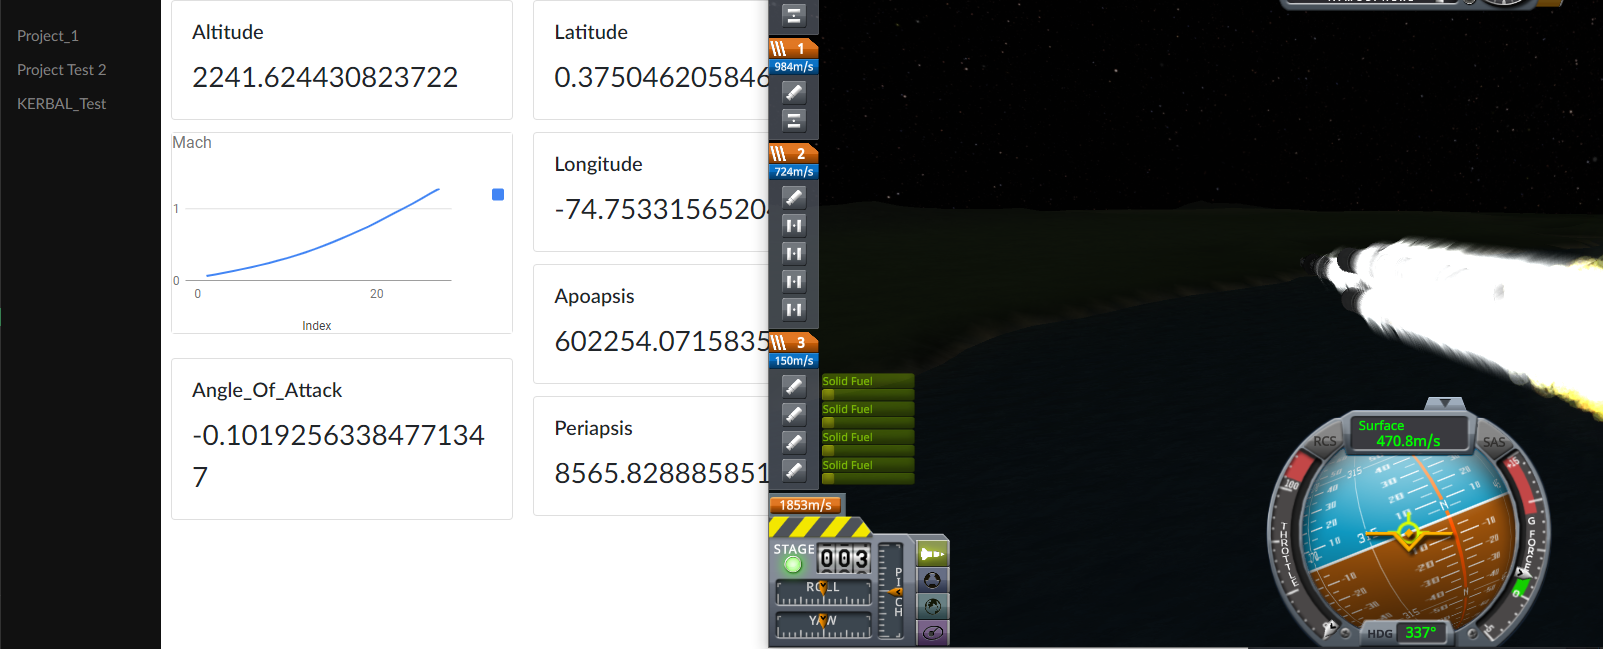 Project_1
Project Test 2
KERBAL_Test
Altitude
2241.624430823722
Mach
1
0
0
20
Index
Angle_Of_Attack
-0.1019256338477134
7
Latitude
0.375046205846
Longitude
-74.7533156520
Apoapsis
602254.0715835
Periapsis
8565.828885851
1
984m/s
2
724m/s
3
150m/s
Solid Fuel
Solid Fuel
Solid Fuel
Solid Fuel
1853m/s
STAGE
003
ROLL
YAW
PITCH
Surface
470.8m/s
RCS
SAS
THROTTLE
100
G FORCE
+15
0
HDG
337°